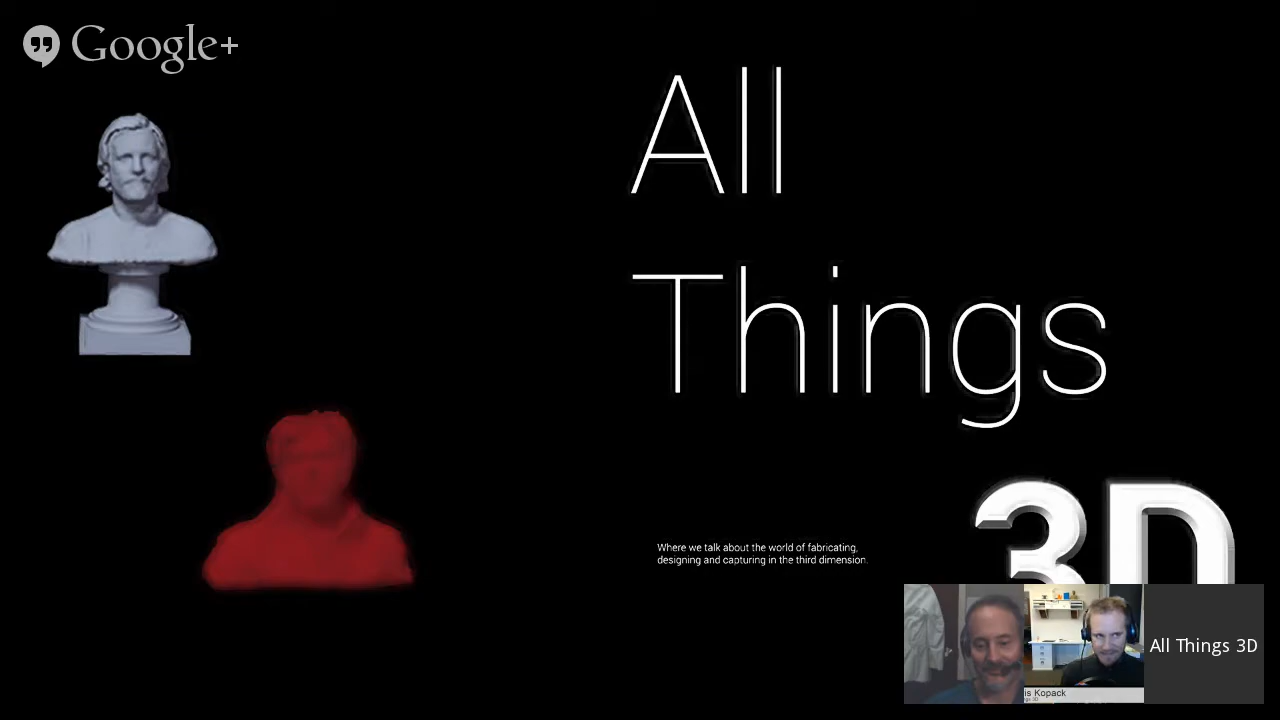 Google+
All
Things
3D
Where we talk about the world of fabricating,
designing and capturing in the third dimension.
is Kopack
All Things 3D